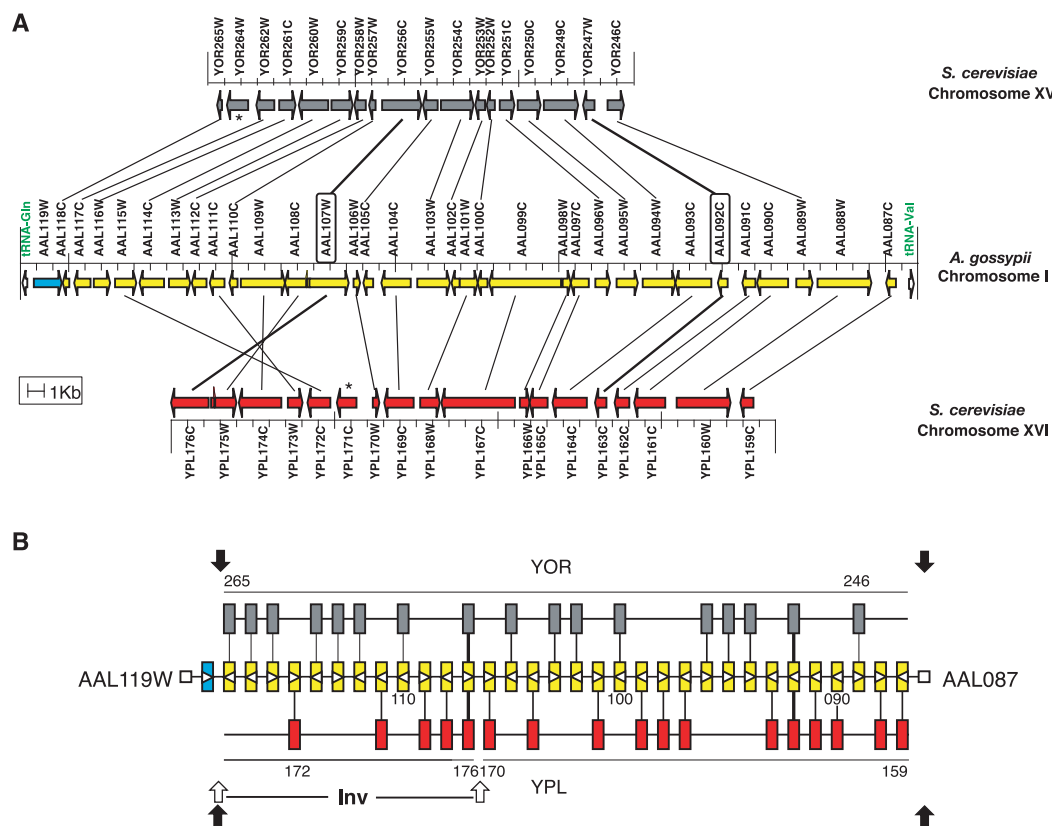 A
YOR265W YOR264W YOR262W YOR261C YOR260W YOR259C YOR258W YOR257W YOR256C YOR255W YOR254C YOR253W YOR252W YOR251C YOR250C YOR249C YOR247W YOR246C
S. cerevisiae
Chromosome XV
*
tRNA-Gln AAL119W AAL118C AAL117C AAL116W AAL115W AAL114C AAL113W AAL112C AAL111C AAL110C AAL109W AAL108C AAL107W AAL106W AAL105C AAL104C AAL103W AAL102C AAL101W AAL100C AAL099C AAL098W AAL097C AAL096W AAL095W AAL094W AAL093C AAL092C AAL091C AAL090C AAL089W AAL088W AAL087C tRNA-Val
A. gossypii
Chromosome I
1Kb
*
S. cerevisiae
Chromosome XVI
YPL176C YPL175W YPL174C YPL173W YPL172C YPL171C YPL170W YPL169C YPL168W YPL167C YPL166W YPL165C YPL164C YPL163C YPL162C YPL161C YPL160W YPL159C
B
265 YOR 246
AAL119W AAL087
110 100 090
172 176 170 159
YPL
Inv